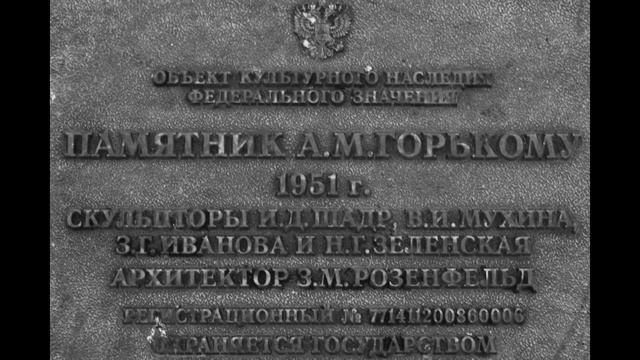 ОБЪЕКТ КУЛЬТУРНОГО НАСЛЕДИЯ
ФЕДЕРАЛЬНОГО ЗНАЧЕНИЯ
ПАМЯТНИК А.М.ГОРЬКОМУ
1951 г.
СКУЛЬПТОРЫ И.Д. ШАДР, В.И.МУХИНА,
З.Г.ИВАНОВА И Н.Г.ЗЕЛЕНСКАЯ
АРХИТЕКТОР З.М. РОЗЕНФЕЛЬД
РЕГИСТРАЦИОННЫЙ № 771411200860006
ОХРАНЯЕТСЯ ГОСУДАРСТВОМ